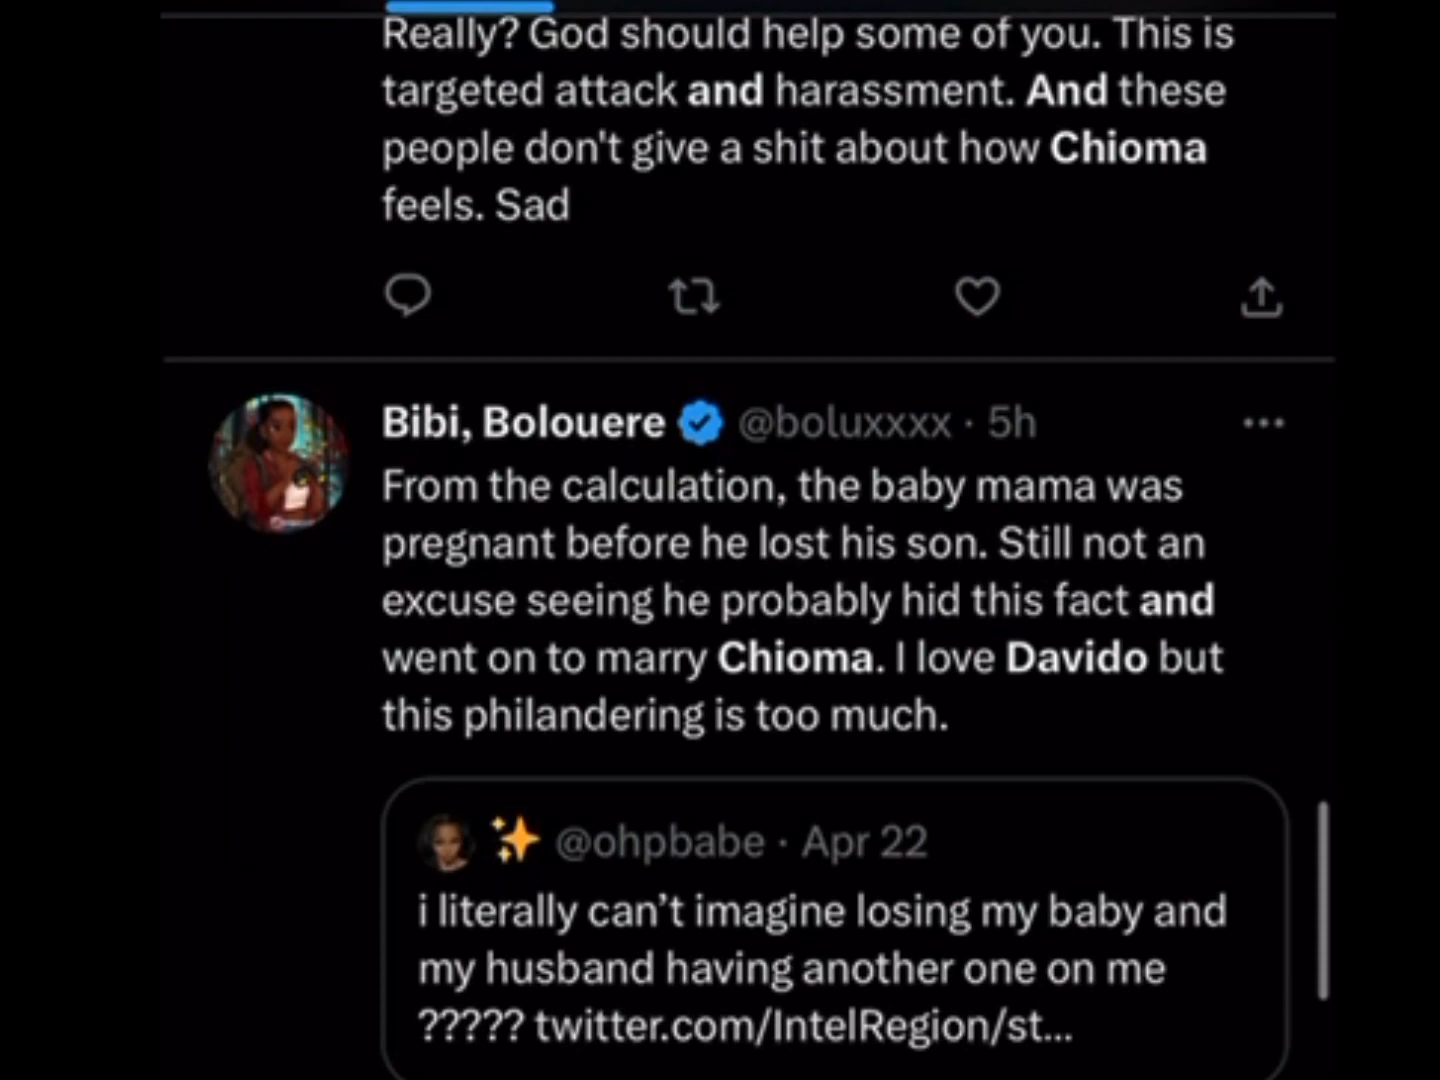 Really? God should help some of you. This is
targeted attack and harassment. And these
people don't give a shit about how Chioma
feels. Sad
Bibi, Bolouere @boluxxxx · 5h
From the calculation, the baby mama was
pregnant before he lost his son. Still not an
excuse seeing he probably hid this fact and
went on to marry Chioma. I love Davido but
this philandering is too much.
✨ @ohpbabe · Apr 22
i literally can’t imagine losing my baby and
my husband having another one on me
????? twitter.com/IntelRegion/st...